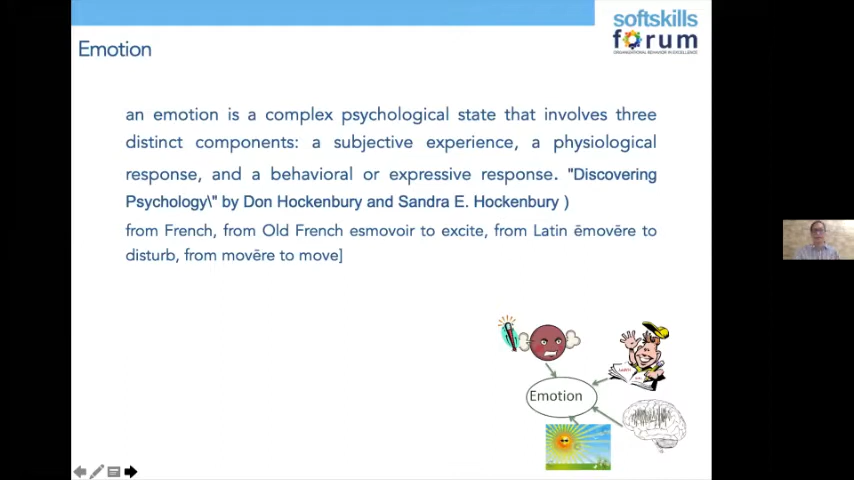 softskills
forum
ORGANIZATIONAL BEHAVIOR IN EXCELLENCE
Emotion
an emotion is a complex psychological state that involves three
distinct components: a subjective experience, a physiological
response, and a behavioral or expressive response. "Discovering
Psychology\" by Don Hockenbury and Sandra E. Hockenbury )
from French, from Old French esmovoir to excite, from Latin ēmovēre to
disturb, from movēre to move]
Emotion